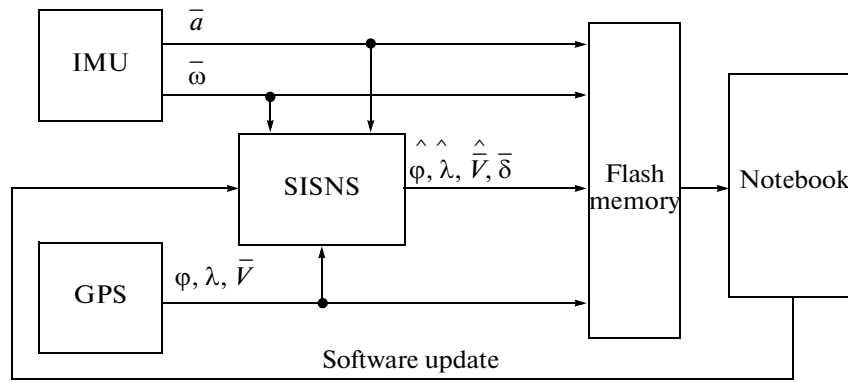 a̅
IMU
ω̅
φ̂, λ̂, V̅̂, δ̅
SISNS
Flash
memory
Notebook
φ, λ, V̅
GPS
Software update